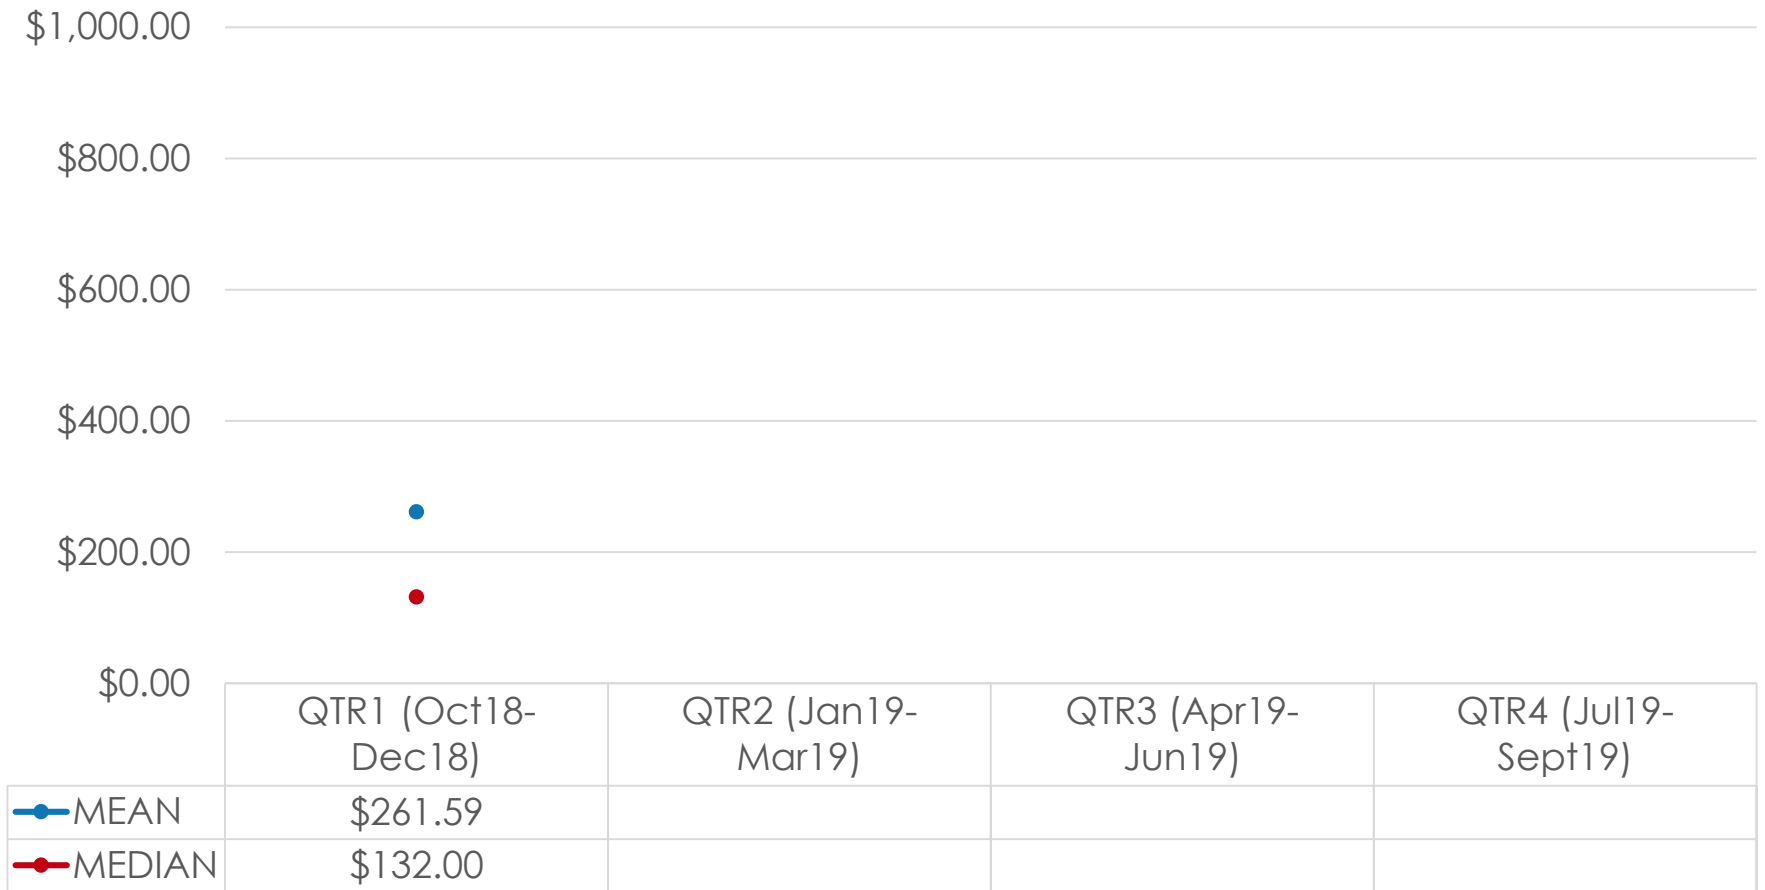 $1,000.00
$800.00
$600.00
$400.00
$200.00
$0.00
QTR1 (Oct18-
Dec18)
QTR2 (Jan19-
Mar19)
QTR3 (Apr19-
Jun19)
QTR4 (Jul19-
Sept19)
MEAN $261.59
MEDIAN $132.00